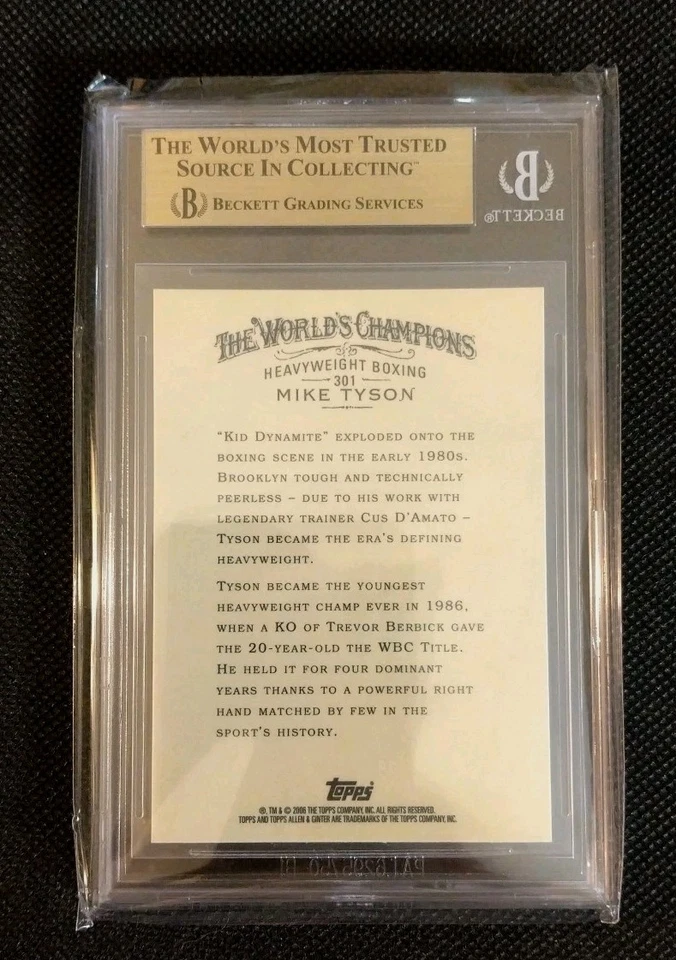 THE WORLD'S MOST TRUSTED
SOURCE IN COLLECTING™
B BECKETT GRADING SERVICES
B
BECKETT®
THE WORLD'S CHAMPIONS
HEAVYWEIGHT BOXING
301
MIKE TYSON
"KID DYNAMITE" EXPLODED ONTO THE
BOXING SCENE IN THE EARLY 1980S.
BROOKLYN TOUGH AND TECHNICALLY
PEERLESS – DUE TO HIS WORK WITH
LEGENDARY TRAINER CUS D'AMATO –
TYSON BECAME THE ERA'S DEFINING
HEAVYWEIGHT.
TYSON BECAME THE YOUNGEST
HEAVYWEIGHT CHAMP EVER IN 1986,
WHEN A KO OF TREVOR BERBICK GAVE
THE 20-YEAR-OLD THE WBC TITLE.
HE HELD IT FOR FOUR DOMINANT
YEARS THANKS TO A POWERFUL RIGHT
HAND MATCHED BY FEW IN THE
SPORT'S HISTORY.
Topps®
®, TM & © 2006 THE TOPPS COMPANY, INC. ALL RIGHTS RESERVED.
TOPPS AND TOPPS ALLEN & GINTER ARE TRADEMARKS OF THE TOPPS COMPANY, INC.